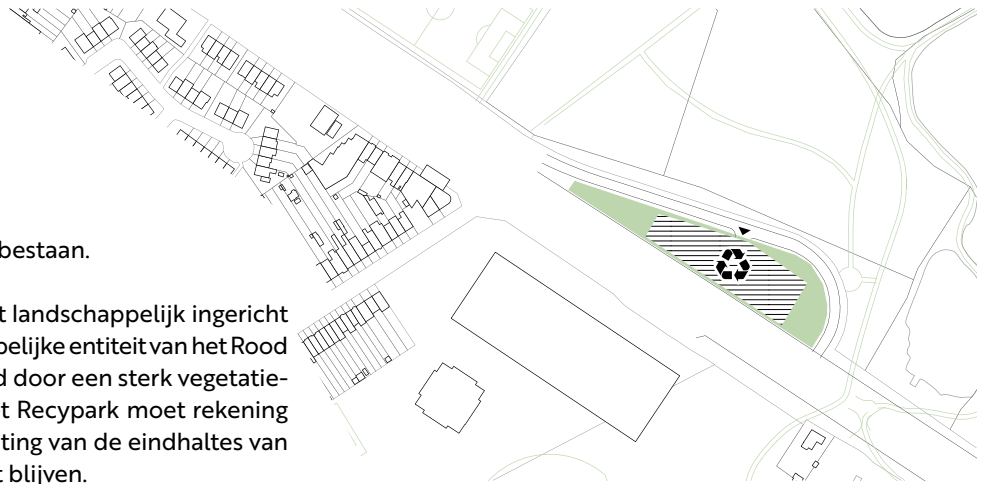 bestaan.
t landschappelijk ingericht
pelijke entiteit van het Rood
d door een sterk vegetatie-
t Recypark moet rekening
ting van de eindhaltes van
t blijven.